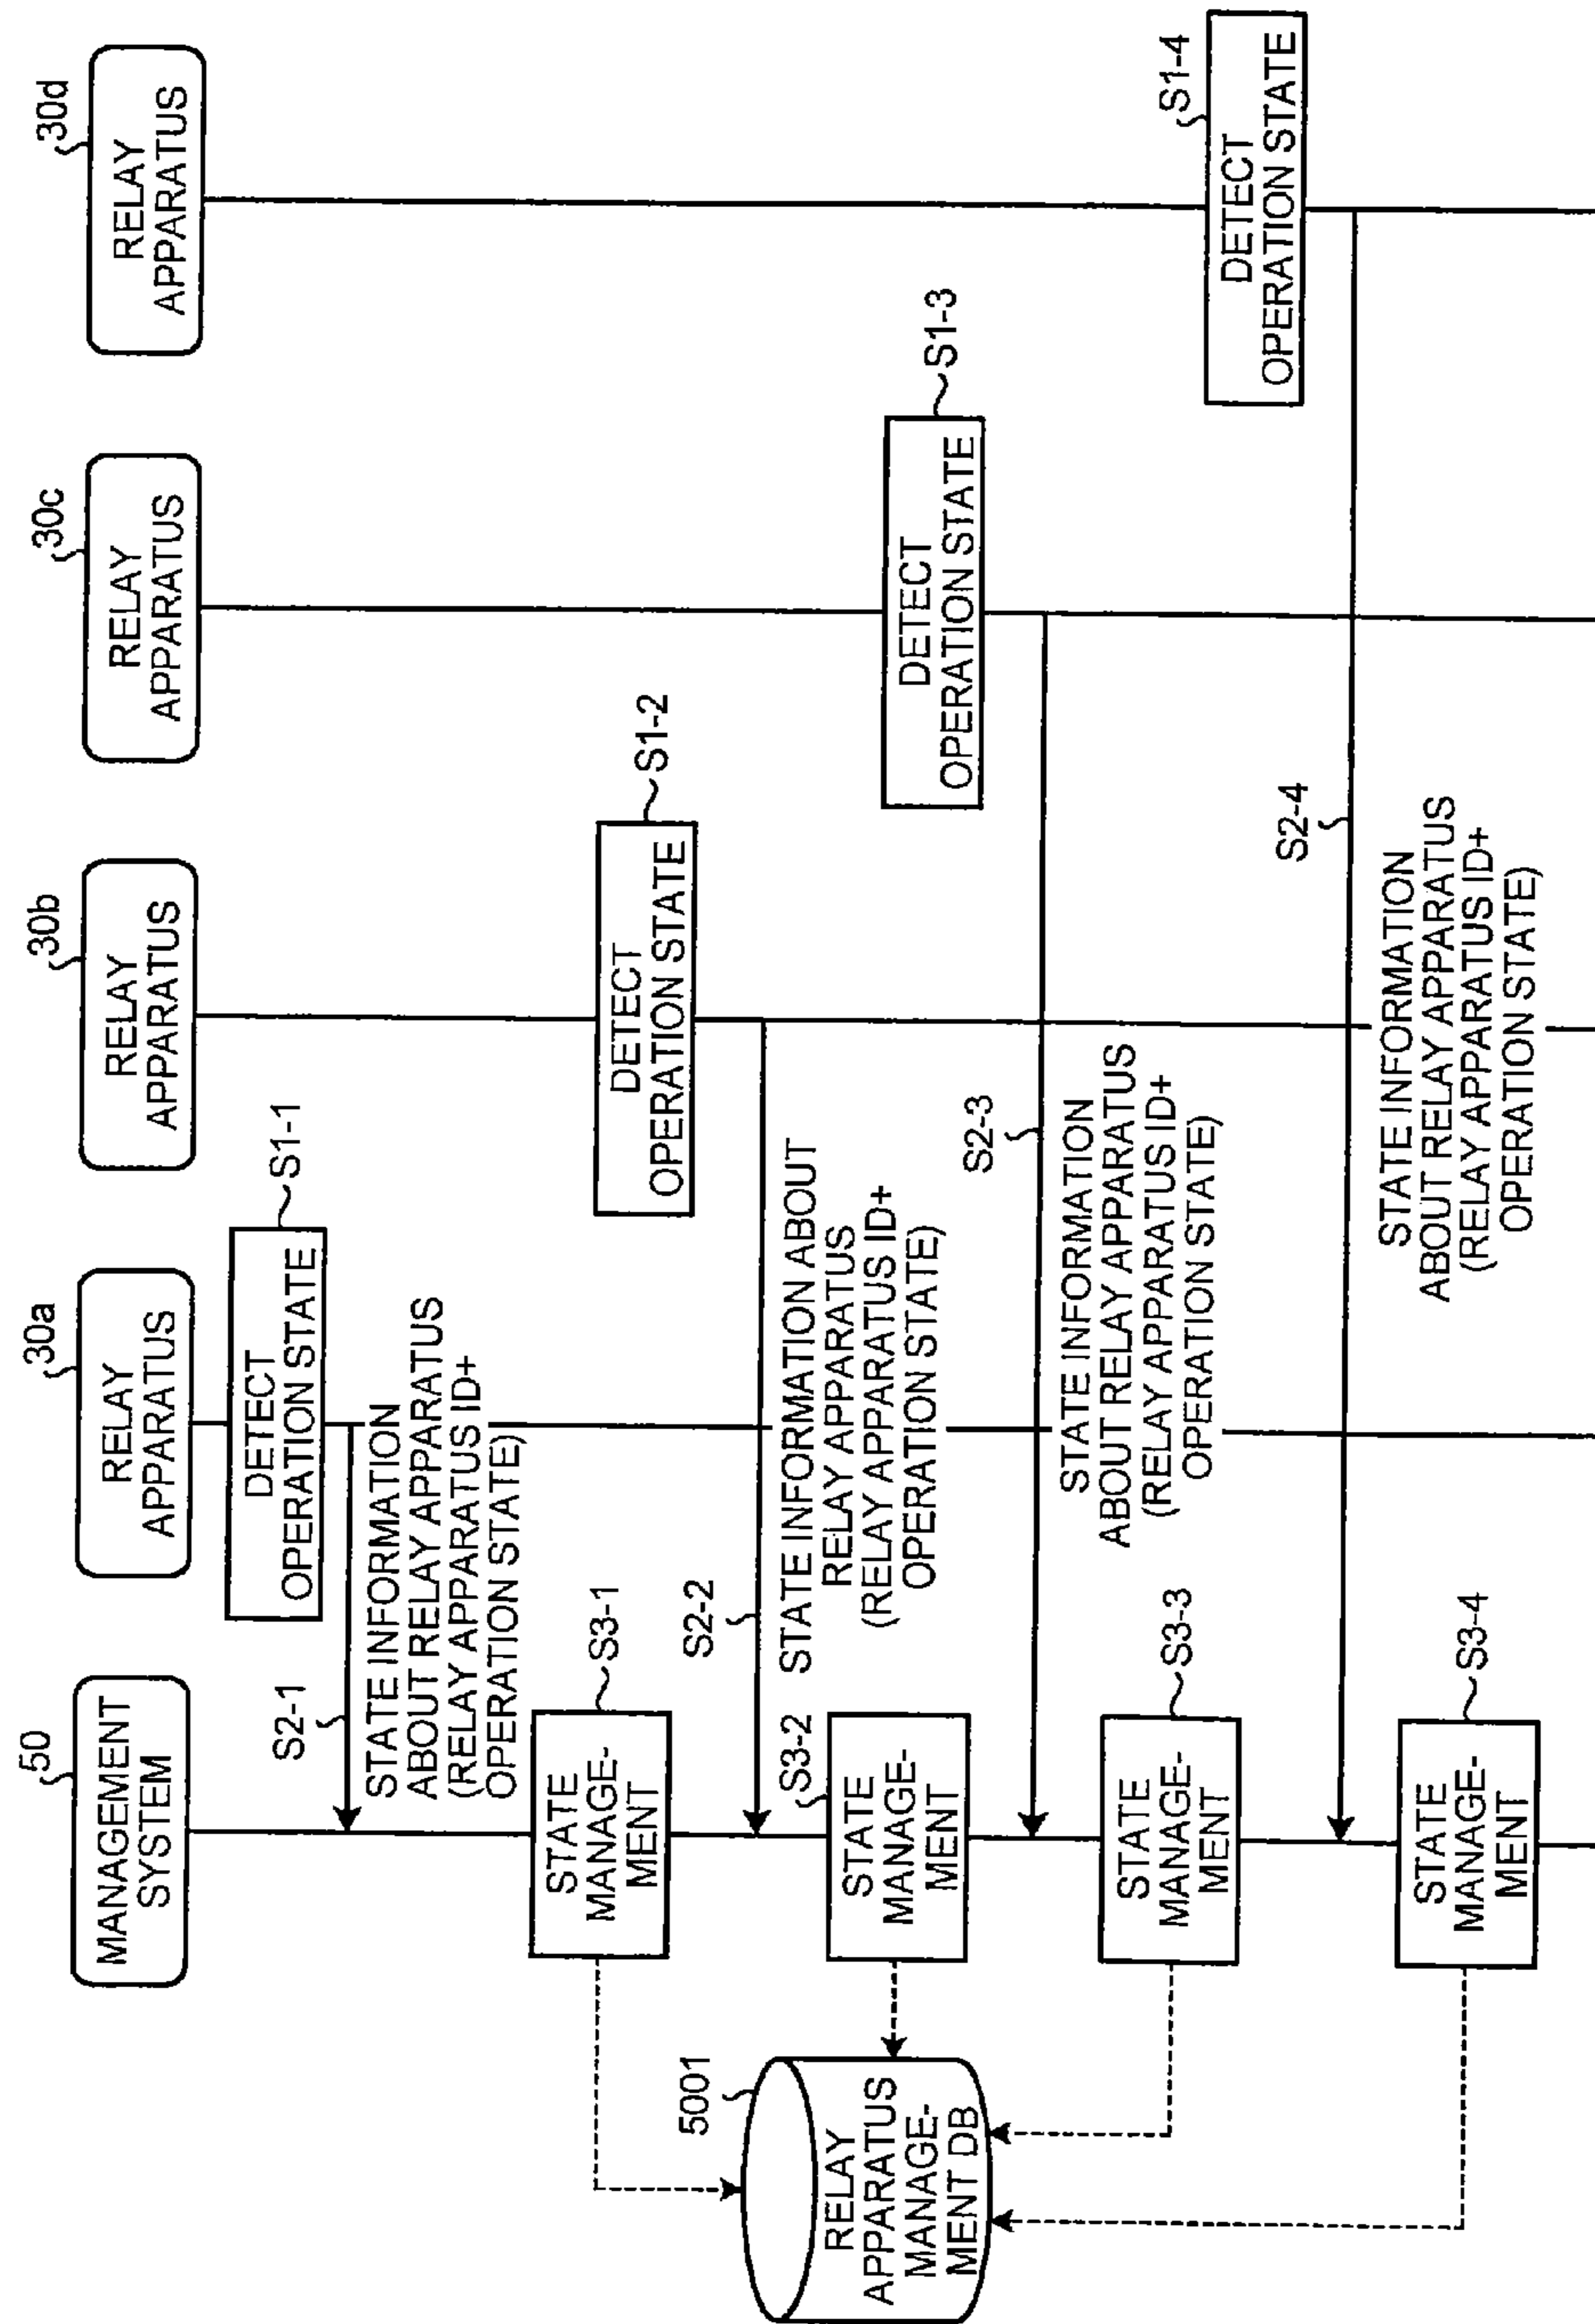 50
MANAGEMENT
SYSTEM
30a
RELAY
APPARATUS
30b
RELAY
APPARATUS
30c
RELAY
APPARATUS
30d
RELAY
APPARATUS
S1-1
DETECT
OPERATION STATE
S2-1
STATE INFORMATION
ABOUT RELAY APPARATUS
(RELAY APPARATUS ID+
OPERATION STATE)
S3-1
STATE
MANAGE-
MENT
S1-2
DETECT
OPERATION STATE
S2-2
STATE INFORMATION ABOUT
RELAY APPARATUS
(RELAY APPARATUS ID+
OPERATION STATE)
S3-2
STATE
MANAGE-
MENT
5001
RELAY
APPARATUS
MANAGE-
MENT DB
S1-3
DETECT
OPERATION STATE
S2-3
STATE INFORMATION
ABOUT RELAY APPARATUS
(RELAY APPARATUS ID+
OPERATION STATE)
S3-3
STATE
MANAGE-
MENT
S1-4
DETECT
OPERATION STATE
S2-4
STATE INFORMATION
ABOUT RELAY APPARATUS
(RELAY APPARATUS ID+
OPERATION STATE)
S3-4
STATE
MANAGE-
MENT